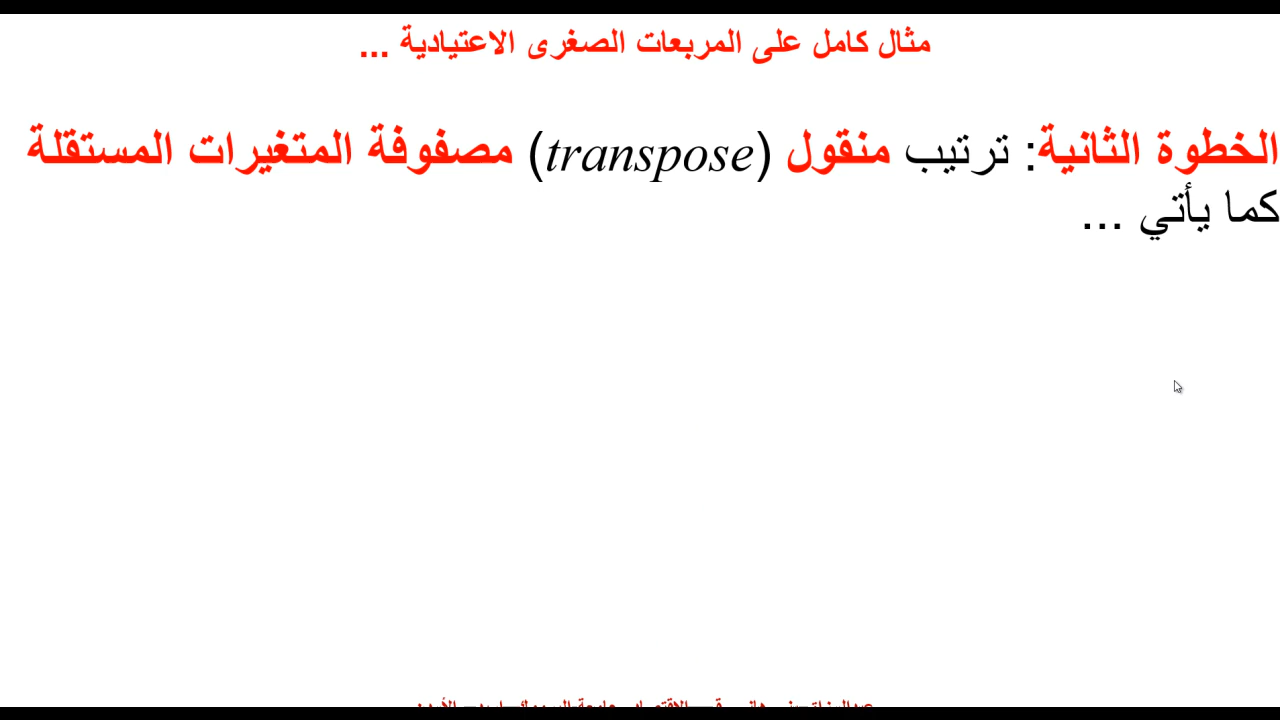 مثال كامل على المربعات الصغرى الاعتيادية ...
الخطوة الثانية: ترتيب منقول (transpose) مصفوفة المتغيرات المستقلة
كما يأتي ...